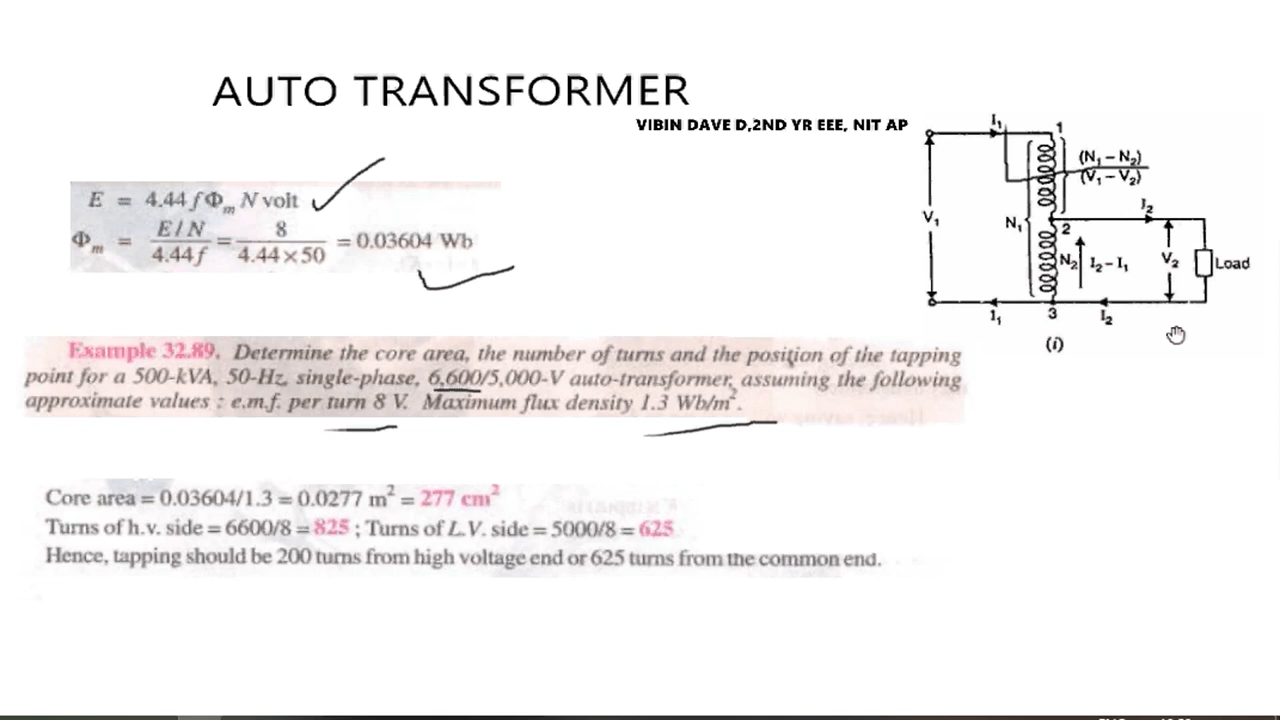 AUTO TRANSFORMER
VIBIN DAVE D,2ND YR EEE, NIT AP
E = 4.44 f Φm N volt
Φm = E / N / 4.44 f = 8 / 4.44 × 50 = 0.03604 Wb
I1
1
(N1 – N2)
(V1 – V2)
I2
V1
N1
2
N2
I2 – I1
V2
Load
I1
3
I2
(i)
Example 32.89. Determine the core area, the number of turns and the position of the tapping
point for a 500-kVA, 50-Hz, single-phase, 6,600/5,000-V auto-transformer, assuming the following
approximate values : e.m.f. per turn 8 V. Maximum flux density 1.3 Wb/m².
Core area = 0.03604/1.3 = 0.0277 m² = 277 cm²
Turns of h.v. side = 6600/8 = 825 ; Turns of L.V. side = 5000/8 = 625
Hence, tapping should be 200 turns from high voltage end or 625 turns from the common end.